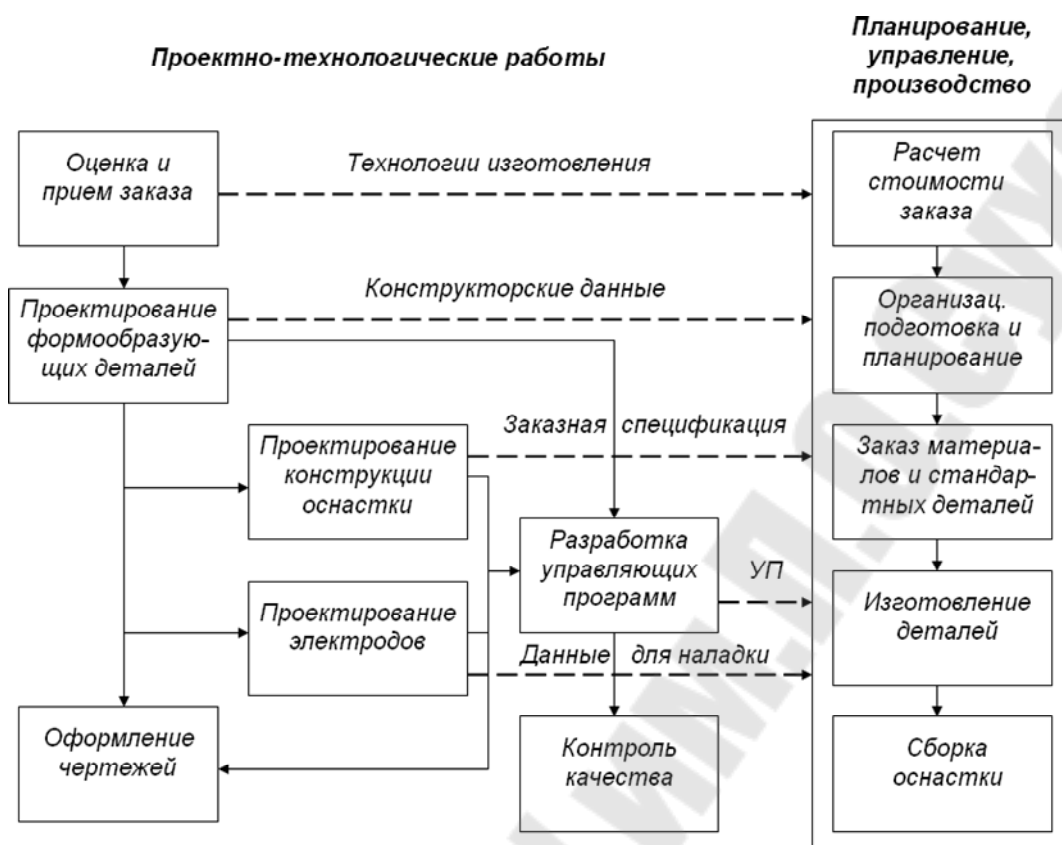 Проектно-технологические работы
Планирование,
управление,
производство
Оценка и
прием заказа
Технологии изготовления
Расчет
стоимости
заказа
Проектирование
формообразую-
щих деталей
Конструкторские данные
Организац.
подготовка и
планирование
Проектирование
конструкции
оснастки
Заказная спецификация
Заказ материа-
лов и стандар-
тных деталей
Разработка
управляющих
программ
УП
Изготовление
деталей
Проектирование
электродов
Данные для наладки
Оформление
чертежей
Контроль
качества
Сборка
оснастки